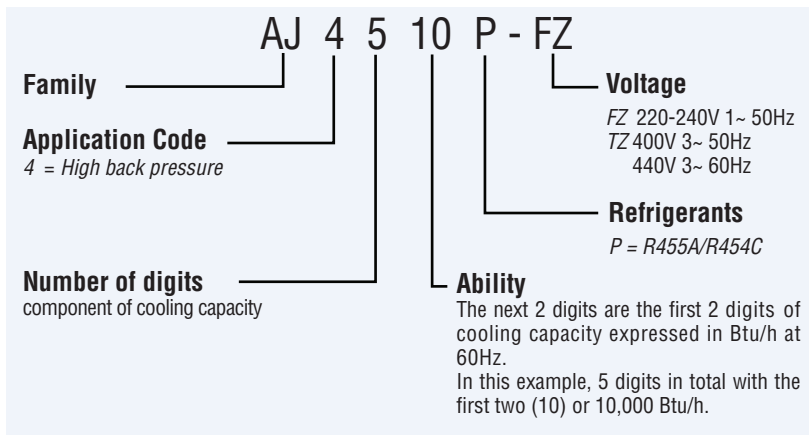 AJ 4 5 10 P - FZ
Family
Application Code
4 = High back pressure
Number of digits
component of cooling capacity
Voltage
FZ 220-240V 1~ 50Hz
TZ 400V 3~ 50Hz
440V 3~ 60Hz
Refrigerants
P = R455A/R454C
Ability
The next 2 digits are the first 2 digits of
cooling capacity expressed in Btu/h at
60Hz.
In this example, 5 digits in total with the
first two (10) or 10,000 Btu/h.